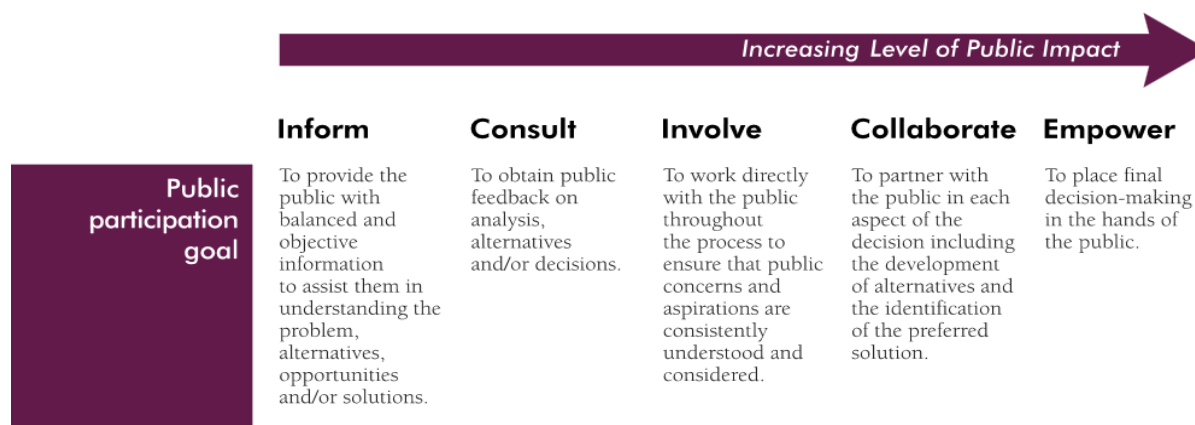 Increasing Level of Public Impact
Inform
Consult
Involve
Collaborate
Empower
Public
participation
goal
To provide the
public with
balanced and
objective
information
to assist them in
understanding the
problem,
alternatives,
opportunities
and/or solutions.
To obtain public
feedback on
analysis,
alternatives
and/or decisions.
To work directly
with the public
throughout
the process to
ensure that public
concerns and
aspirations are
consistently
understood and
considered.
To partner with
the public in each
aspect of the
decision including
the development
of alternatives and
the identification
of the preferred
solution.
To place final
decision-making
in the hands of
the public.